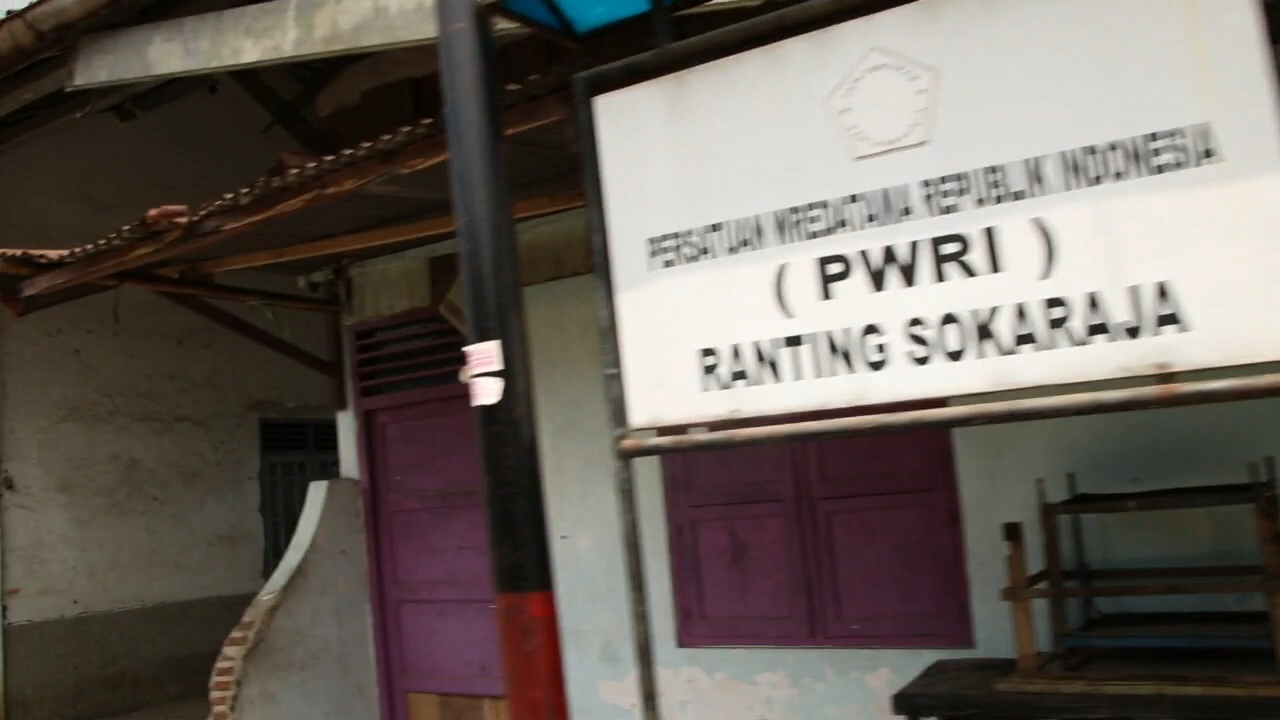 PERSATUAN WREDATAMA REPUBLIK INDONESIA
( PWRI )
RANTING SOKARAJA